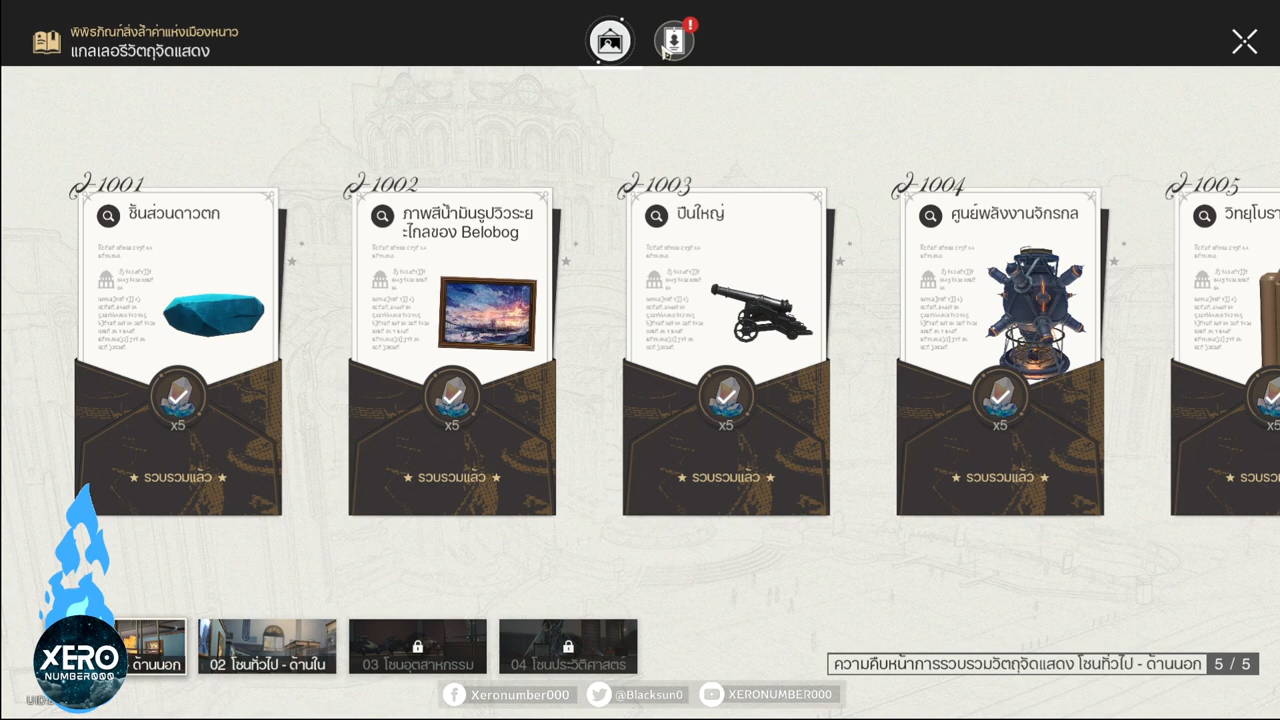 พิพิธภัณฑ์สิ่งล้ำค่าแห่งเมืองหนาว
แกลเลอรีวัตถุจัดแสดง
1001
ชิ้นส่วนดาวตก
x5
รวบรวมแล้ว
1002
ภาพสีน้ำมันรูปวิวระย
ะไกลของ Belobog
x5
รวบรวมแล้ว
1003
ปืนใหญ่
x5
รวบรวมแล้ว
1004
ศูนย์พลังงานจักรกล
x5
รวบรวมแล้ว
1005
x5
ด้านนอก
02 โซนทั่วไป - ด้านใน
03 โซนอุตสาหกรรม
04 โซนประวัติศาสตร์
ความคืบหน้าการรวบรวมวัตถุจัดแสดง โซนทั่วไป - ด้านนอก 5 / 5
XERO
NUMBER000
Xeronumber000
@Blacksun0
XERONUMBER000